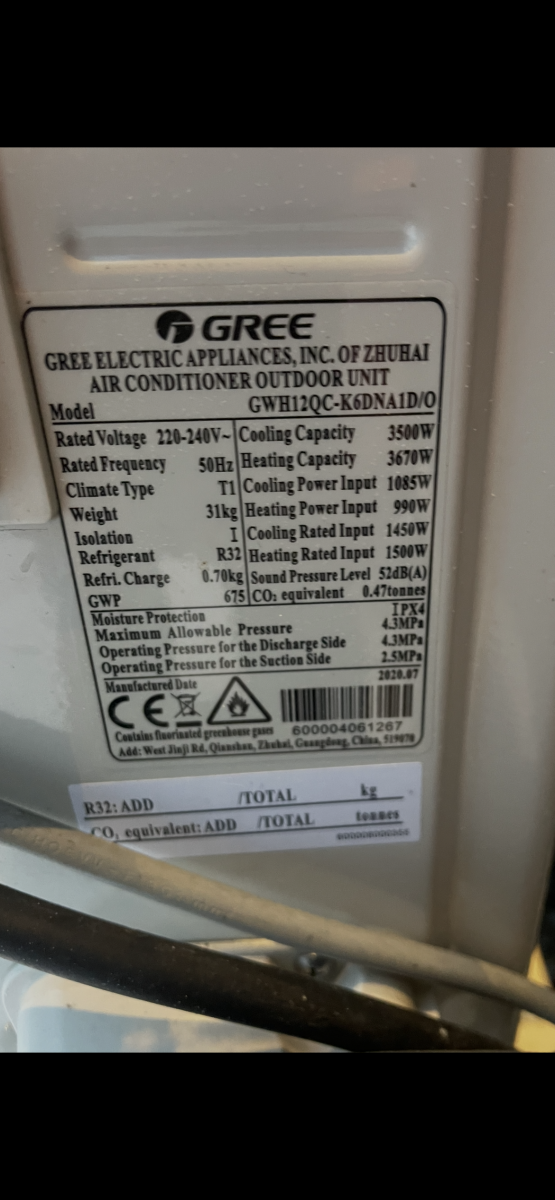 GREE
GREE ELECTRIC APPLIANCES, INC. OF ZHUHAI
AIR CONDITIONER OUTDOOR UNIT
Model GWH12QC-K6DNA1D/O
Rated Voltage 220-240V~ Cooling Capacity 3500W
Rated Frequency 50Hz Heating Capacity 3670W
Climate Type T1 Cooling Power Input 1085W
Weight 31kg Heating Power Input 990W
Isolation I Cooling Rated Input 1450W
Refrigerant R32 Heating Rated Input 1500W
Refri. Charge 0.70kg Sound Pressure Level 52dB(A)
GWP 675 CO₂ equivalent 0.47tonnes
Moisture Protection IPX4
Maximum Allowable Pressure 4.3MPa
Operating Pressure for the Discharge Side 4.3MPa
Operating Pressure for the Suction Side 2.5MPa
Manufactured Date 2020.07
CE
600004061267
Contains fluorinated greenhouse gases
Add: West Jinji Rd, Qianshan, Zhuhai, Guangdong, China, 519070
R32: ADD /TOTAL kg
CO₂ equivalent: ADD /TOTAL tonnes